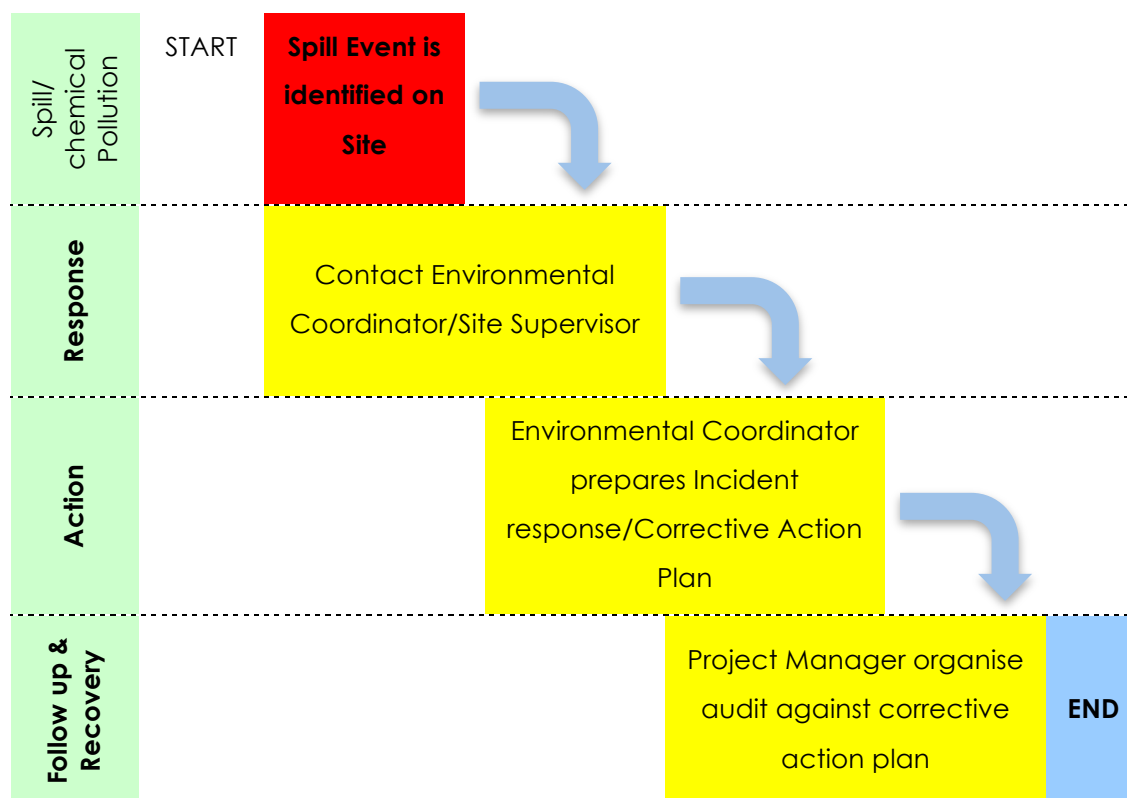 Spill/
chemical
Pollution
START
Spill Event is
identified on
Site
Response
Contact Environmental
Coordinator/Site Supervisor
Action
Environmental Coordinator
prepares Incident
response/Corrective Action
Plan
Follow up &
Recovery
Project Manager organise
audit against corrective
action plan
END